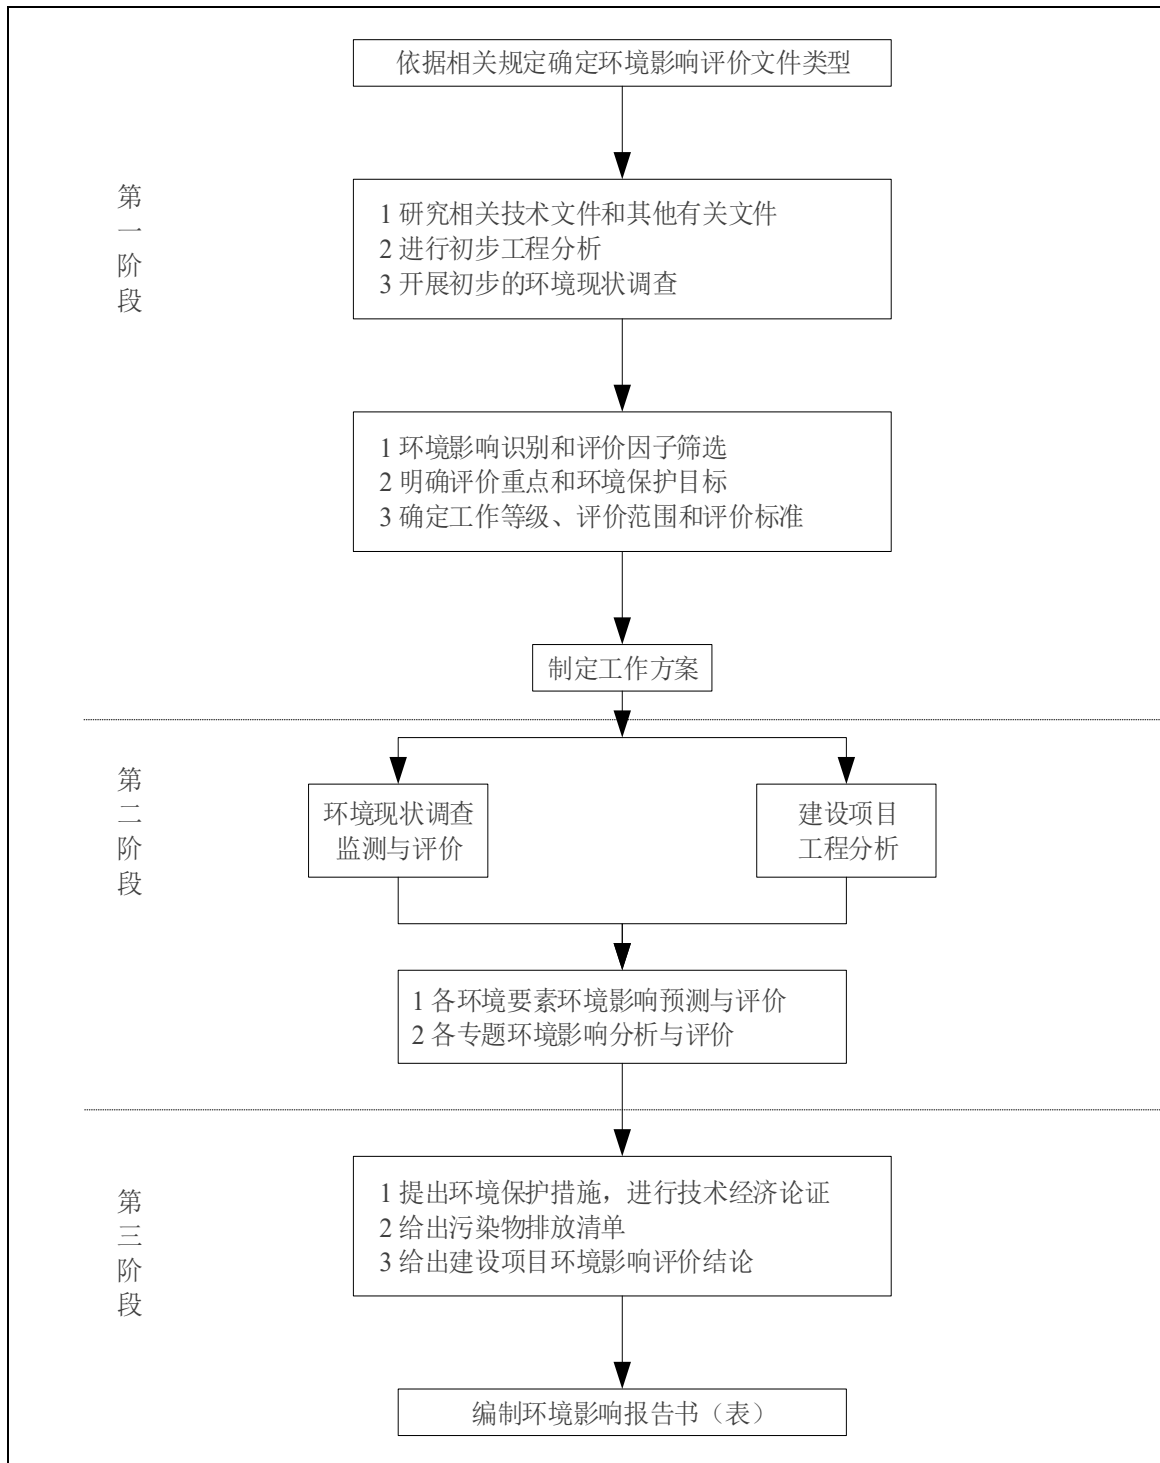 依据相关规定确定环境影响评价文件类型
第一阶段
1 研究相关技术文件和其他有关文件
2 进行初步工程分析
3 开展初步的环境现状调查
1 环境影响识别和评价因子筛选
2 明确评价重点和环境保护目标
3 确定工作等级、评价范围和评价标准
制定工作方案
第二阶段
环境现状调查
监测与评价
建设项目
工程分析
1 各环境要素环境影响预测与评价
2 各专题环境影响分析与评价
第三阶段
1 提出环境保护措施，进行技术经济论证
2 给出污染物排放清单
3 给出建设项目环境影响评价结论
编制环境影响报告书（表）